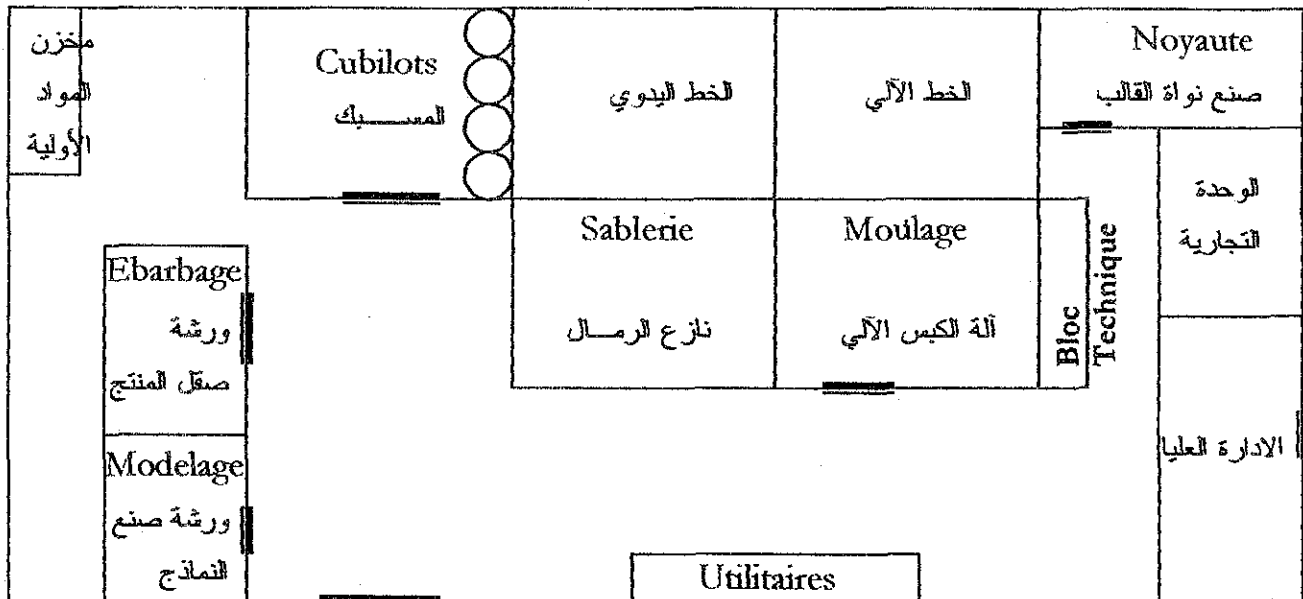 مخزن
المواد
الأولية
Cubilots
المسبك
الخط اليدوي
الخط الآلي
Noyaute
صنع نواة القالب
الوحدة
التجارية
Sablerie
نازع الرمال
Moulage
آلة الكبس الآلي
Bloc
Technique
Ebarbage
ورشة
صقل المنتج
الادارة العليا
Modelage
ورشة صنع
النماذج
Utilitaires